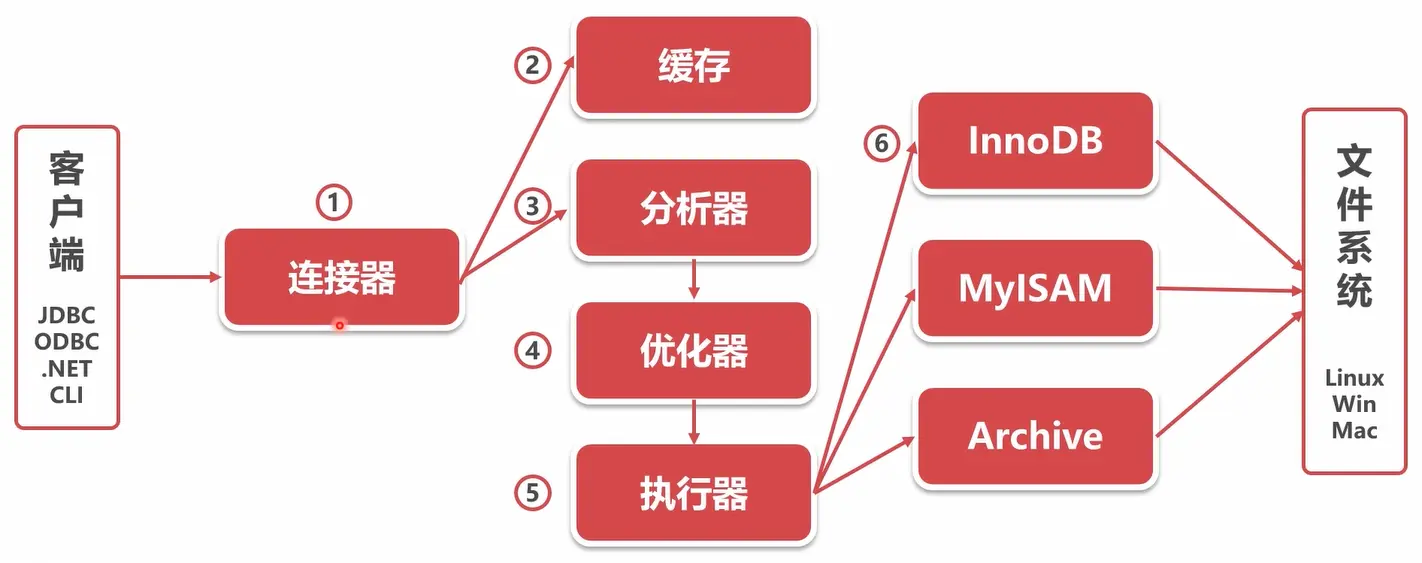 客
户
端
JDBC
ODBC
.NET
CLI
①
连接器
②
缓存
③
分析器
④
优化器
⑤
执行器
⑥
InnoDB
MyISAM
Archive
文
件
系
统
Linux
Win
Mac